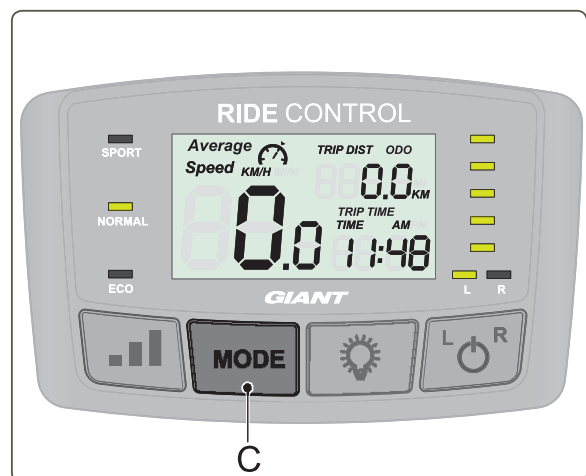 RIDE CONTROL
SPORT
NORMAL
ECO
Average
Speed KM/H MI/H
0.0
TRIP DIST ODO
0.0 KM
TRIP TIME
TIME AM
11:48
L R
GIANT
MODE
L R
C